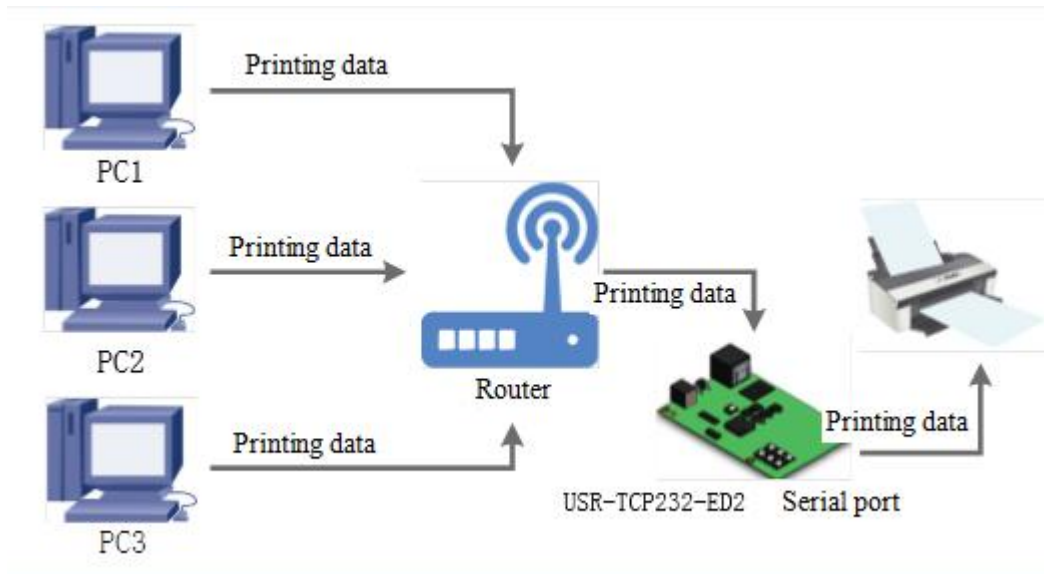 Printing data
PC1
Printing data
PC2
Printing data
PC3
Router
Printing data
USR-TCP232-ED2
Serial port
Printing data